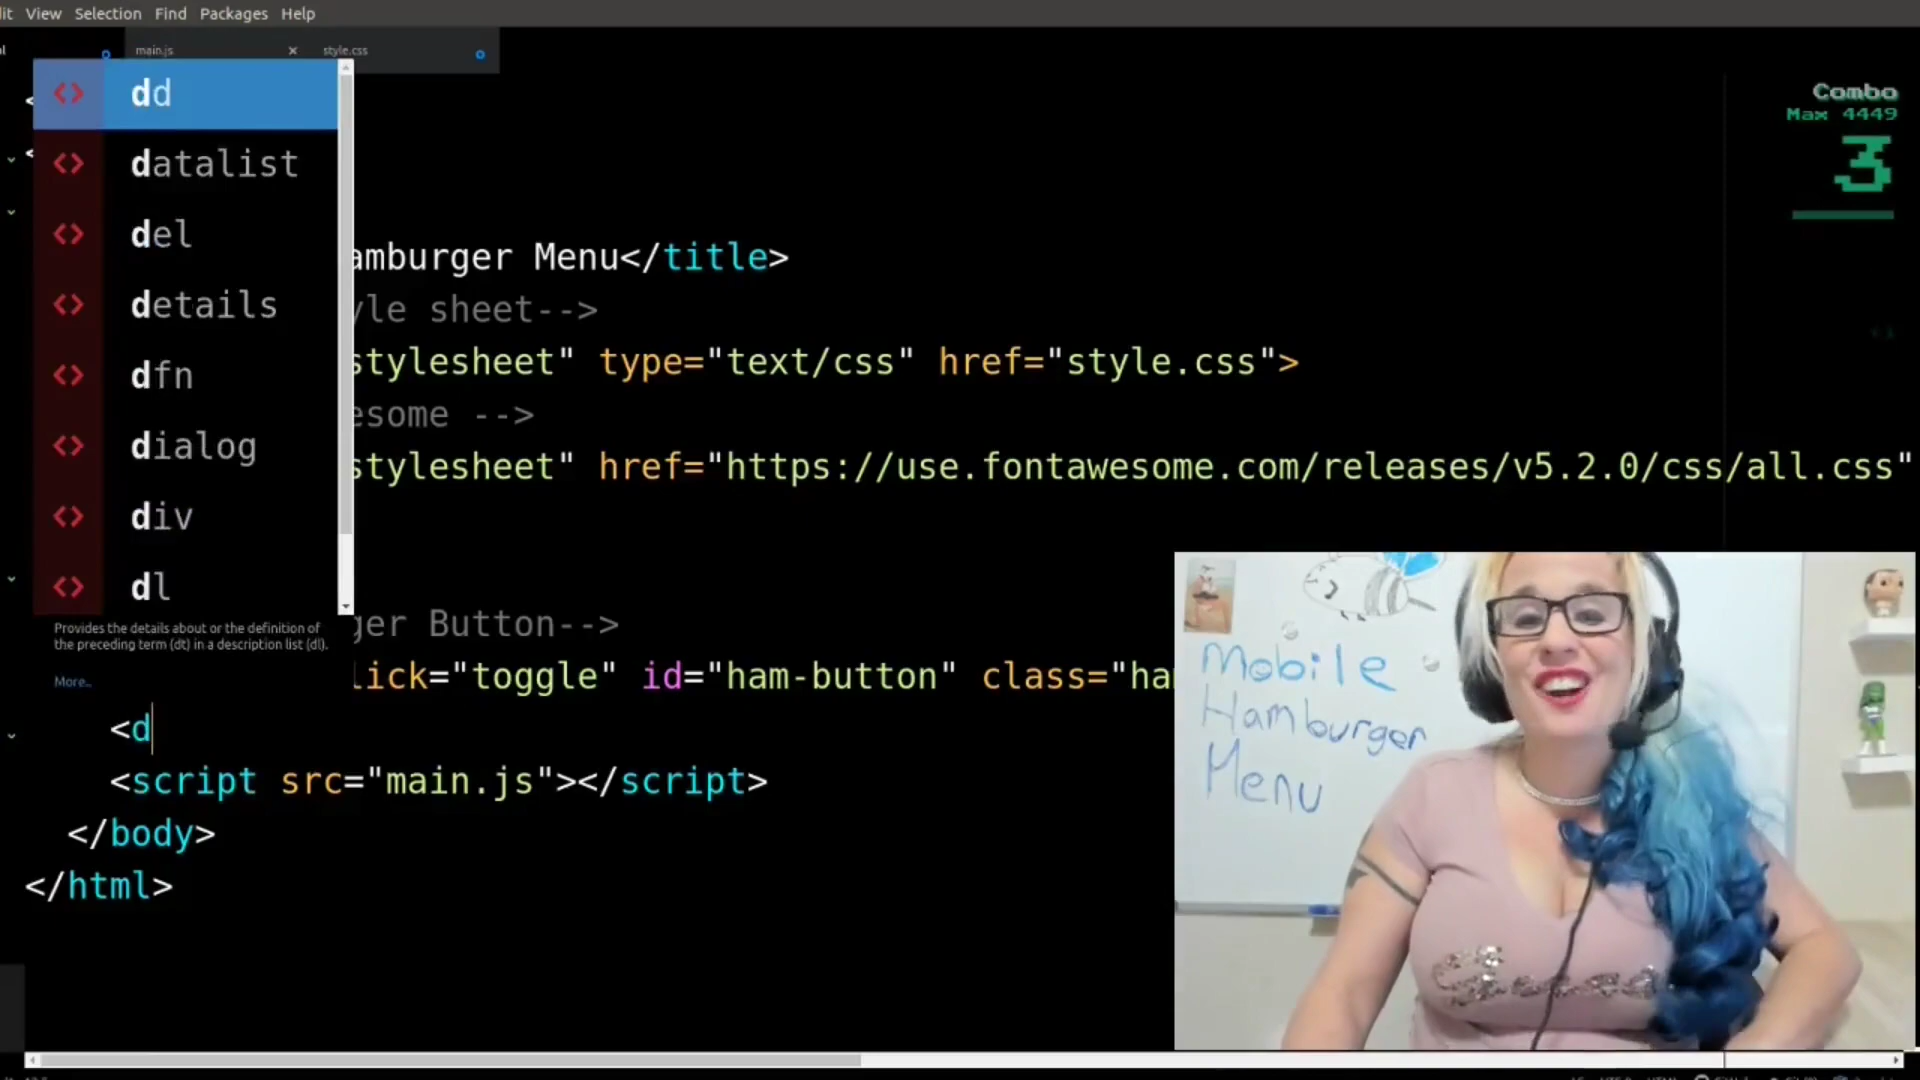 View Selection Find Packages Help
main.js
style.css
dd
datalist
del
details
dfn
dialog
div
dl
Provides the details about or the definition of
the preceding term (dt) in a description list (dl).
More..
Combo
Max 4449
3
amburger Menu</title>
yle sheet-->
stylesheet" type="text/css" href="style.css">
esome -->
stylesheet" href="https://use.fontawesome.com/releases/v5.2.0/css/all.css"
ger Button-->
lick="toggle" id="ham-button" class="ha
<d
<script src="main.js"></script>
</body>
</html>
Mobile
Hamburger
Menu